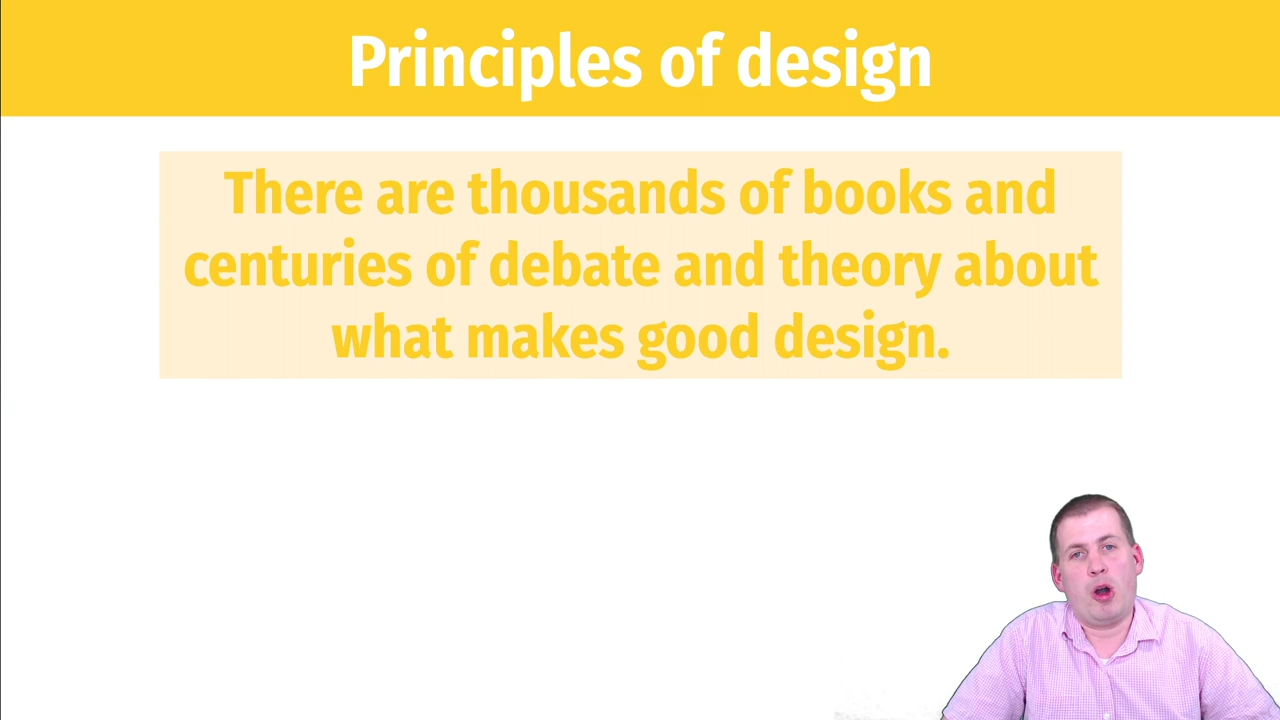 Principles of design
There are thousands of books and
centuries of debate and theory about
what makes good design.